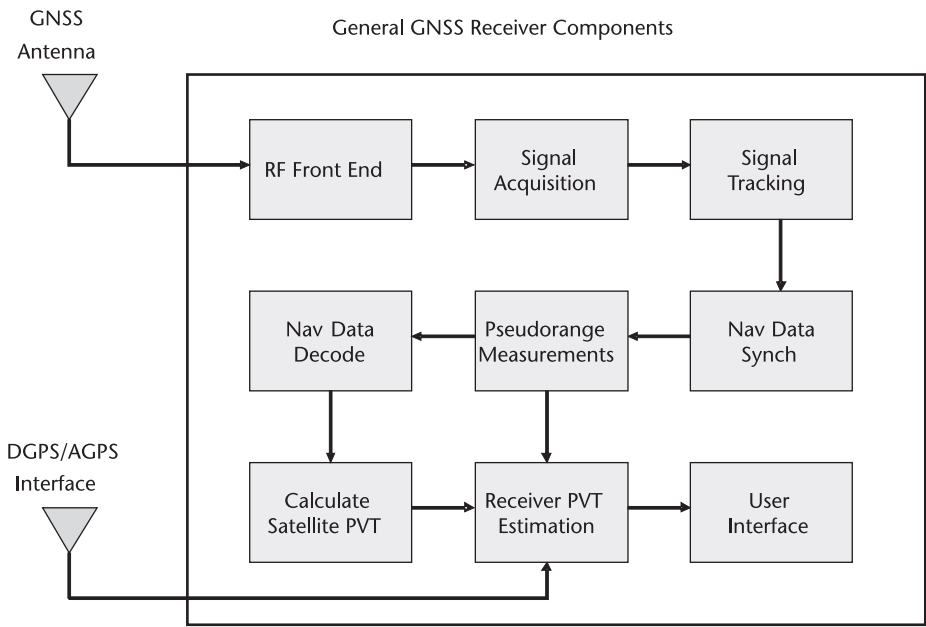 GNSS
Antenna
General GNSS Receiver Components
RF Front End
Signal
Acquisition
Signal
Tracking
Nav Data
Decode
Pseudorange
Measurements
Nav Data
Synch
DGPS/AGPS
Interface
Calculate
Satellite PVT
Receiver PVT
Estimation
User
Interface